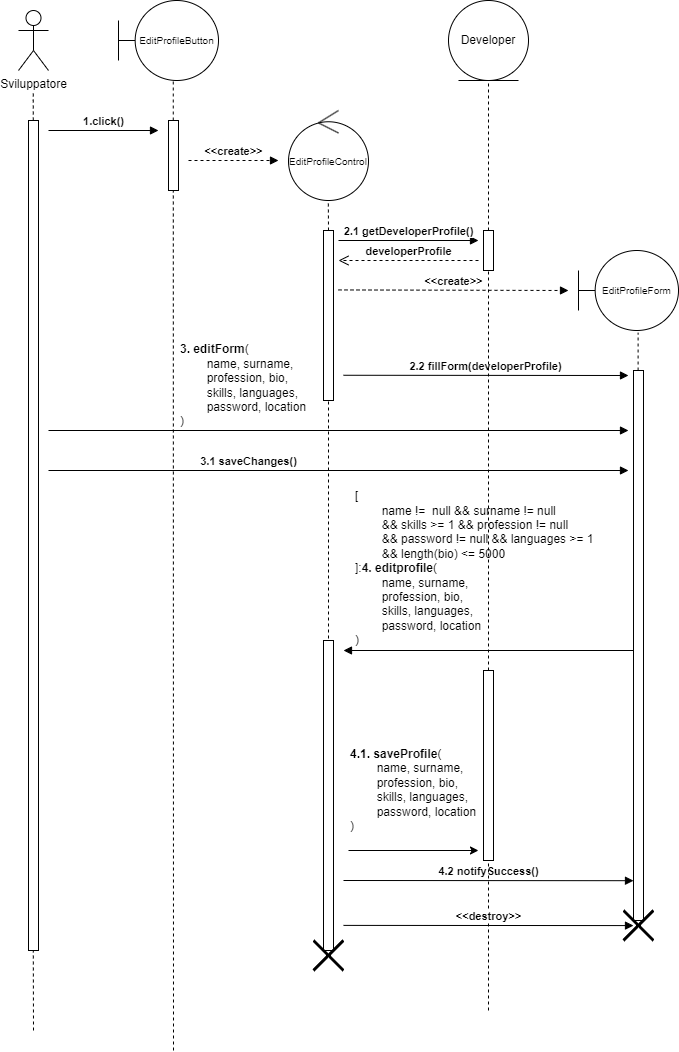 EditProfileButton
Developer
Sviluppatore
1.click()
<<create>>
EditProfileControl
2.1 getDeveloperProfile()
developerProfile
<<create>>
EditProfileForm
3. editForm(
name, surname,
profession, bio,
skills, languages,
password, location
)
2.2 fillForm(developerProfile)
3.1 saveChanges()
[
name != null && surname != null
&& skills >= 1 && profession != null
&& password != null && languages >= 1
&& length(bio) <= 5000
]:4. editprofile(
name, surname,
profession, bio,
skills, languages,
password, location
)
4.1. saveProfile(
name, surname,
profession, bio,
skills, languages,
password, location
)
4.2 notifySuccess()
<<destroy>>